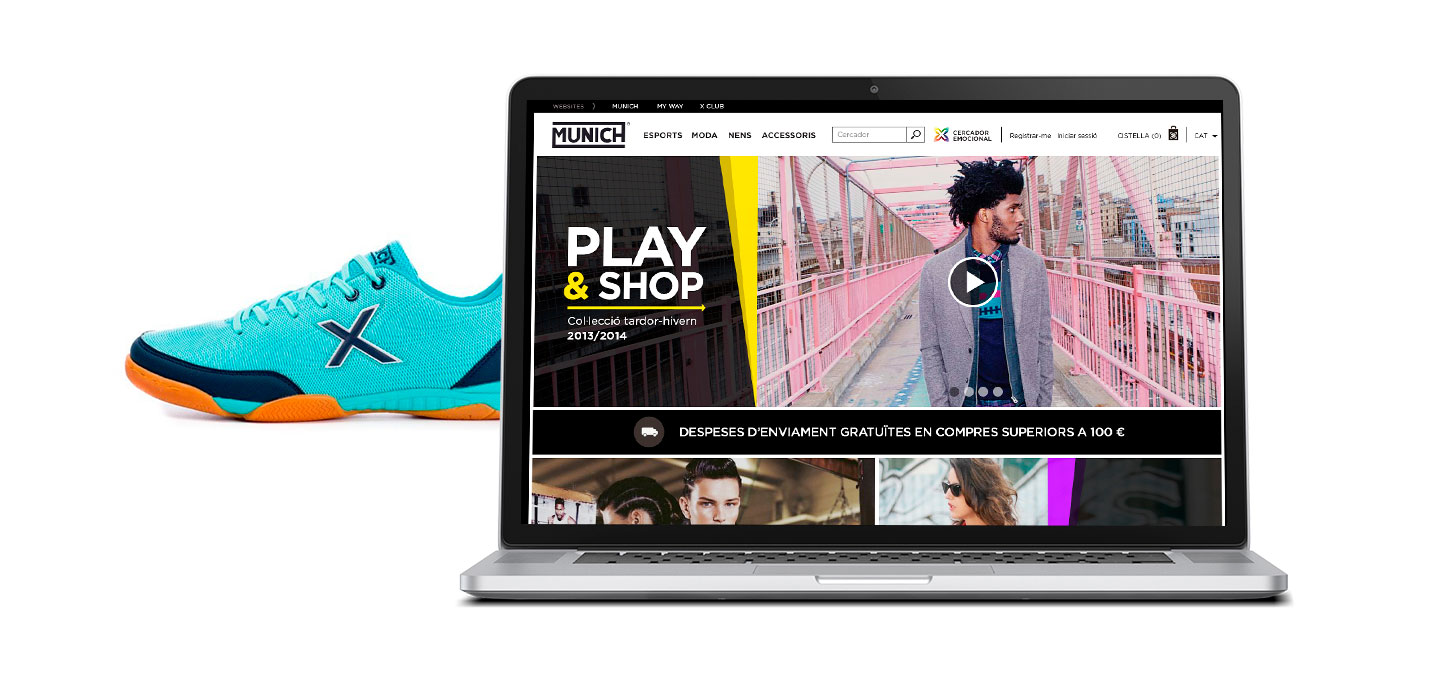 WEBSITES
MUNICH
MY WAY
X CLUB
MUNICH
ESPORTS
MODA
NENS
ACCESSORIS
Cercador
CERCADOR
EMOCIONAL
Registrar-me
Iniciar sessió
CISTELLA (0)
CAT
PLAY
& SHOP
Col·lecció tardor-hivern
2013/2014
DESPESES D'ENVIAMENT GRATUÏTES EN COMPRES SUPERIORS A 100 €
X